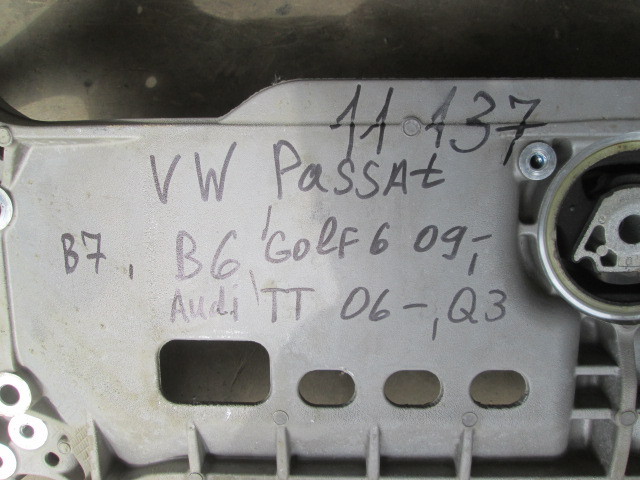 11 137
VW PassAt
B7, B6, GOLF 6 09-,
Audi TT 06-, Q3